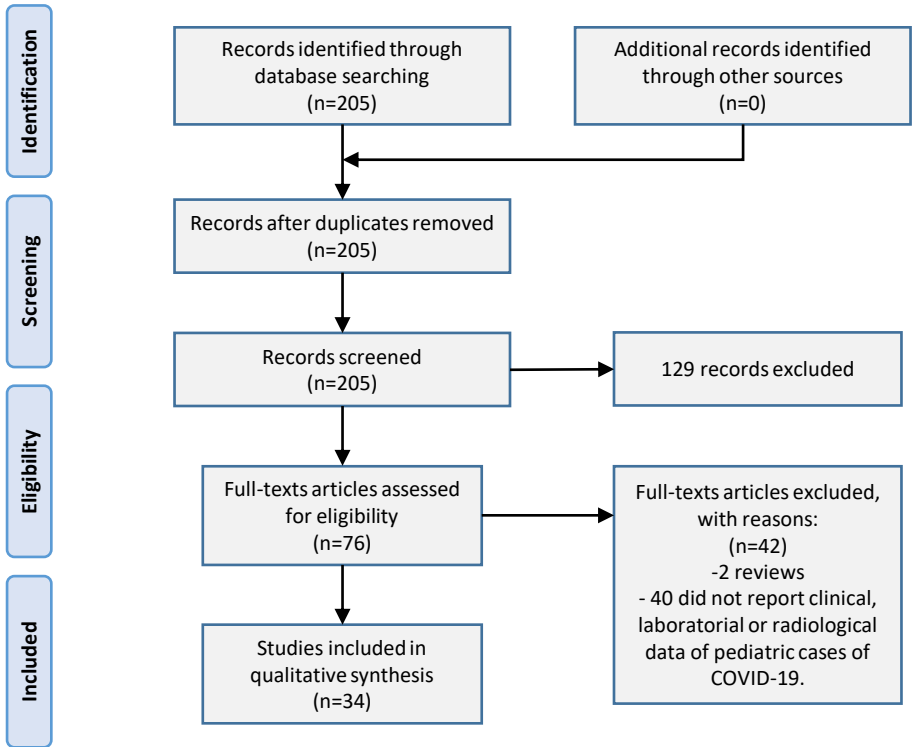 Identification
Records identified through
database searching
(n=205)
Additional records identified
through other sources
(n=0)
Screening
Records after duplicates removed
(n=205)
Records screened
(n=205)
129 records excluded
Eligibility
Full-texts articles assessed
for eligibility
(n=76)
Full-texts articles excluded,
with reasons:
(n=42)
-2 reviews
- 40 did not report clinical,
laboratorial or radiological
data of pediatric cases of
COVID-19.
Included
Studies included in
qualitative synthesis
(n=34)